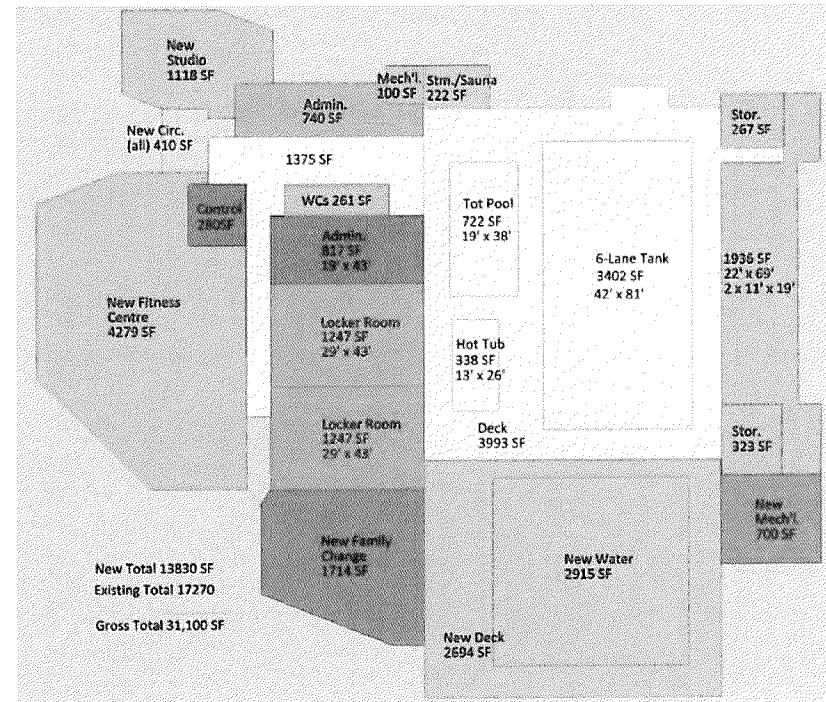 New
Studio
1118 SF
Mech'l.
100 SF
Stm./Sauna
222 SF
Admin.
740 SF
Stor.
267 SF
New Circ.
(all) 410 SF
1375 SF
WCs 261 SF
Control
280SF
Tot Pool
722 SF
19' x 38'
Admin.
817 SF
19' x 43'
6-Lane Tank
3402 SF
42' x 81'
1936 SF
22' x 69'
2 x 11' x 19'
New Fitness
Centre
4279 SF
Locker Room
1247 SF
29' x 43'
Hot Tub
338 SF
13' x 26'
Locker Room
1247 SF
29' x 43'
Deck
3993 SF
Stor.
323 SF
New
Mech'l.
700 SF
New Family
Change
1714 SF
New Water
2915 SF
New Total 13830 SF
Existing Total 17270
Gross Total 31,100 SF
New Deck
2694 SF